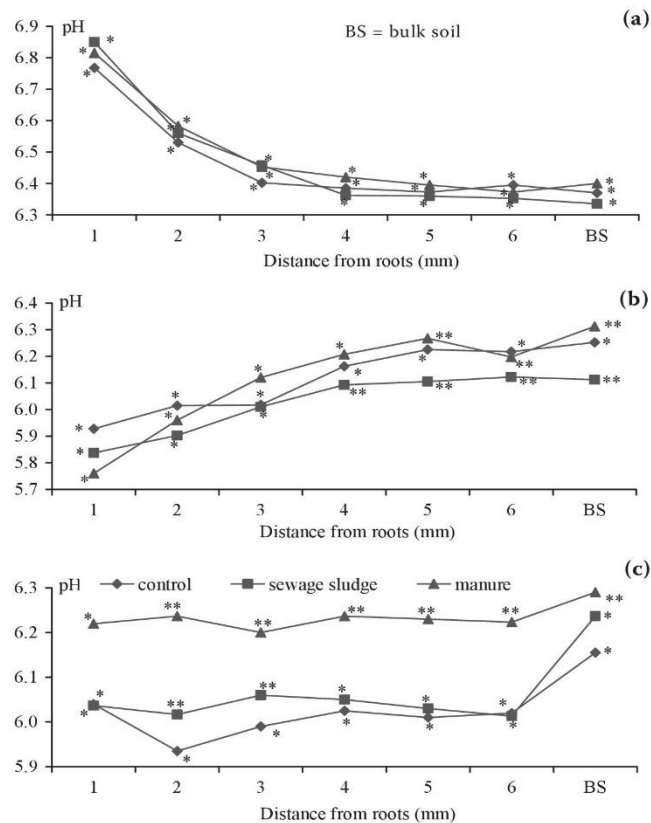 (a)
pH
BS = bulk soil
6.9
6.8
6.7
6.6
6.5
6.4
6.3
* * * * * * * * * * * * * * * * * * * * *
1 2 3 4 5 6 BS
Distance from roots (mm)
(b)
pH
6.4
6.3
6.2
6.1
6.0
5.9
5.8
5.7
* * * * * * * * * * * ** * ** ** * ** ** ** * **
1 2 3 4 5 6 BS
Distance from roots (mm)
(c)
pH
control sewage sludge manure
6.3
6.2
6.1
6.0
5.9
* ** ** ** ** ** **
* * ** ** * * * * *
* * * * *
1 2 3 4 5 6 BS
Distance from roots (mm)